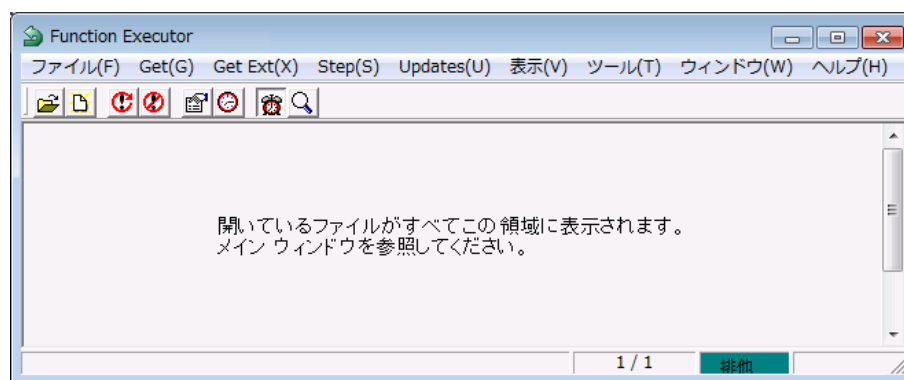 Function Executor
ファイル(F) Get(G) Get Ext(X) Step(S) Updates(U) 表示(V) ツール(T) ウィンドウ(W) ヘルプ(H)
開いているファイルがすべてこの領域に表示されます。
メイン ウィンドウを参照してください。
1 / 1 排他